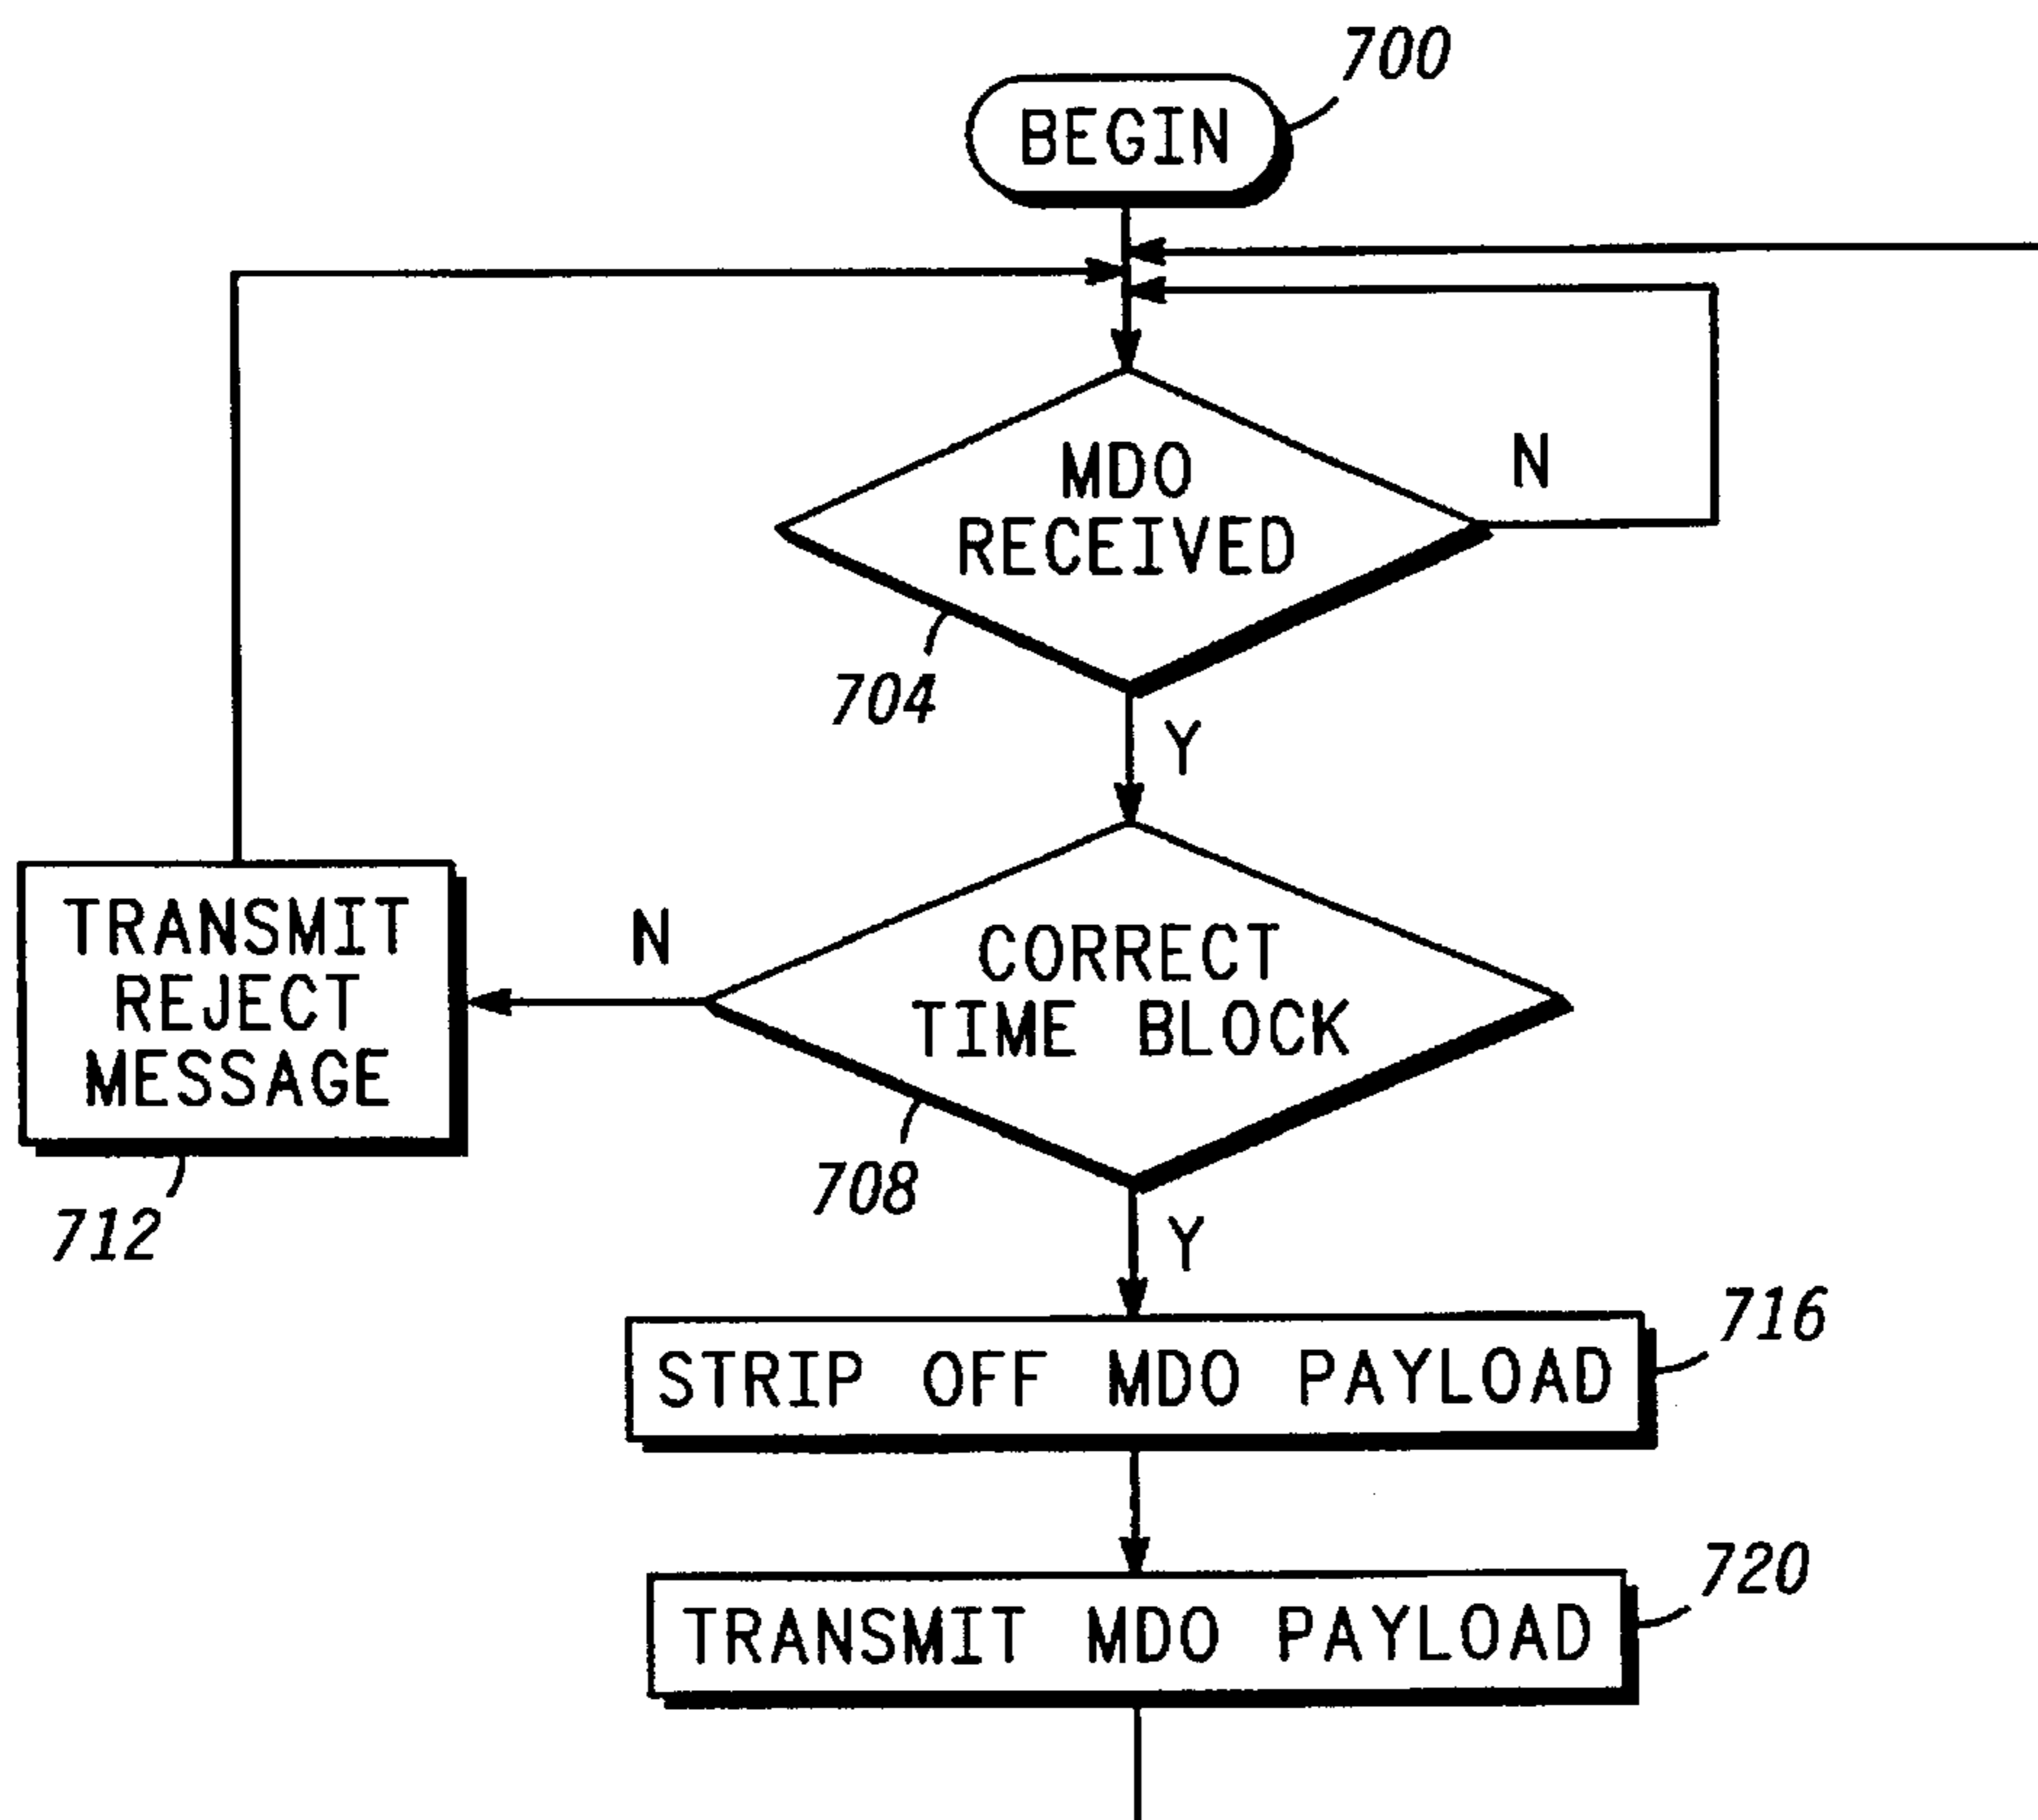 700
BEGIN
MDO
RECEIVED
N
704
Y
TRANSMIT
REJECT
MESSAGE
N
CORRECT
TIME BLOCK
712
708
Y
716
STRIP OFF MDO PAYLOAD
720
TRANSMIT MDO PAYLOAD